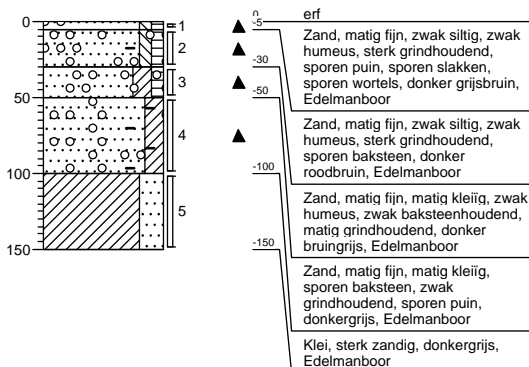 0
50
100
150
1
2
3
4
5
0
-5
-30
-50
-100
-150
erf
Zand, matig fijn, zwak siltig, zwak
humeus, sterk grindhoudend,
sporen puin, sporen slakken,
sporen wortels, donker grijsbruin,
Edelmanboor
Zand, matig fijn, zwak siltig, zwak
humeus, sterk grindhoudend,
sporen baksteen, donker
roodbruin, Edelmanboor
Zand, matig fijn, matig kleiïg, zwak
humeus, zwak baksteenhoudend,
matig grindhoudend, donker
bruingrijs, Edelmanboor
Zand, matig fijn, matig kleiïg,
sporen baksteen, zwak
grindhoudend, sporen puin,
donkergrijs, Edelmanboor
Klei, sterk zandig, donkergrijs,
Edelmanboor